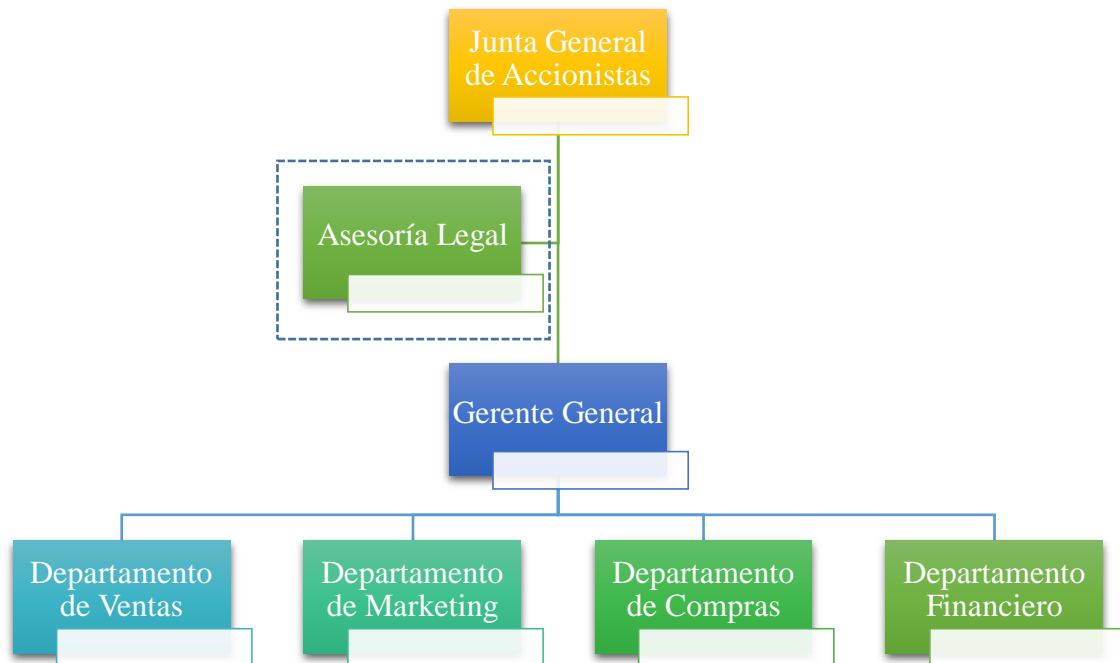 Junta General
de Accionistas
Asesoría Legal
Gerente General
Departamento
de Ventas
Departamento
de Marketing
Departamento
de Compras
Departamento
Financiero